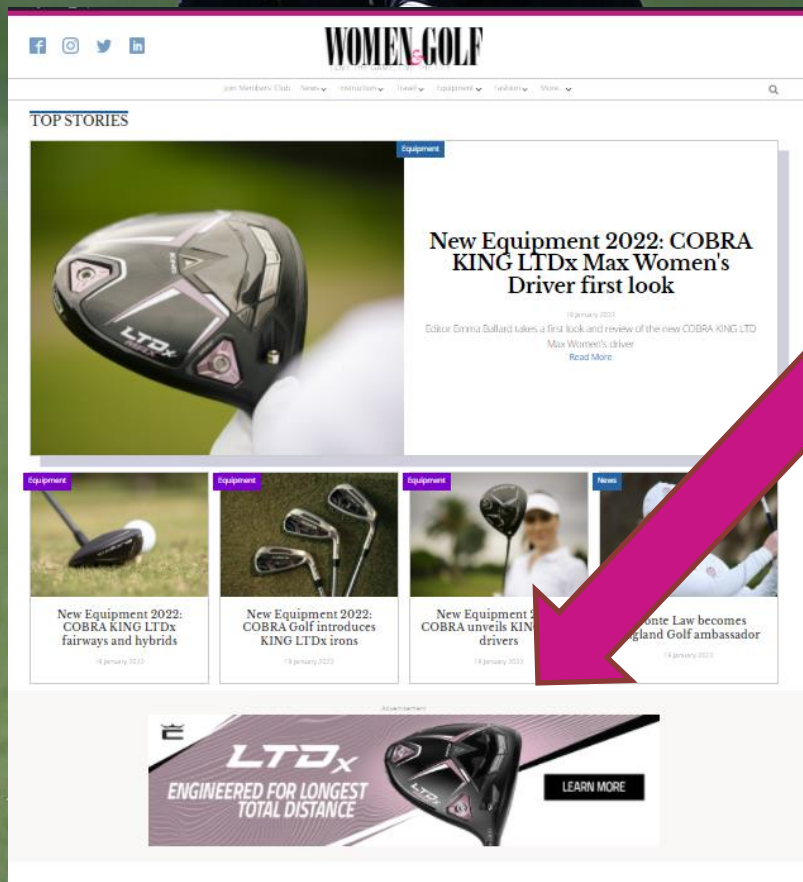 WOMEN & GOLF
Join Members' Club News Instruction Travel Equipment Fashion More...
TOP STORIES
Equipment
LTDx
MAX
New Equipment 2022: COBRA
KING LTDx Max Women's
Driver first look
Editor Emma Ballard takes a first look and review of the new COBRA KING LTD
Max Women's driver
Read More
Equipment
New Equipment 2022:
COBRA KING LTDx
fairways and hybrids
Equipment
New Equipment 2022:
COBRA Golf introduces
KING LTDx irons
Equipment
New Equipment
COBRA unveils KING
drivers
News
Law becomes
England Golf ambassador
Advertisement
LTDx
ENGINEERED FOR LONGEST
TOTAL DISTANCE
LEARN MORE